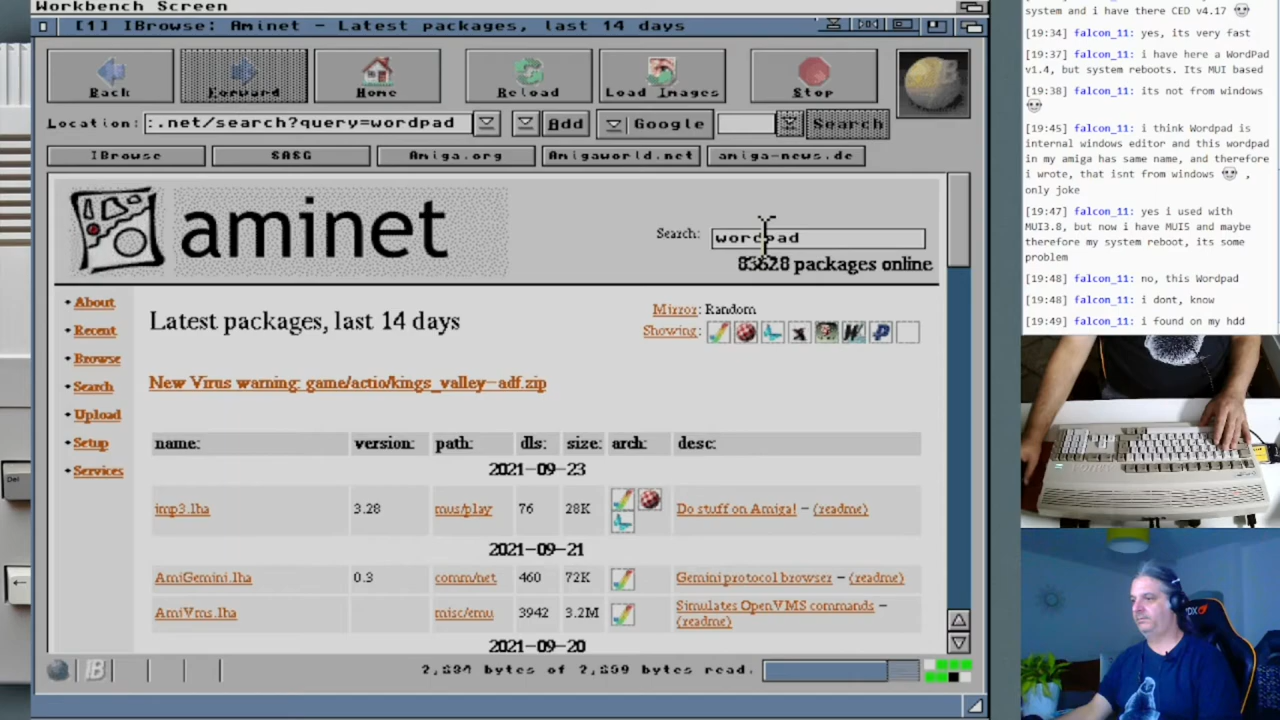 Workbench Screen
[1] IBrowse: Aminet - Latest packages, last 14 days
Back
Forward
Home
Reload
Load Images
Stop
Location:
:.net/search?query=wordpad
Add
Google
Search
IBrowse
SASG
Amiga.org
Amigaworld.net
amiga-news.de
aminet
Search:
wordpad
83628 packages online
About
Recent
Browse
Search
Upload
Setup
Services
Latest packages, last 14 days
Mirror: Random
Showing:
New Virus warning: game/actio/kings_valley-adf.zip
name: version: path: dls: size: arch: desc:
2021-09-23
imp3.lha 3.28 mus/play 76 28K Do stuff on Amiga! - (readme)
2021-09-21
AmiGemini.lha 0.3 comm/net 460 72K Gemini protocol browser - (readme)
AmiVms.lha misc/emu 3942 3.2M Simulates OpenVMS commands -
(readme)
2021-09-20
bytes read.
system and i have there CED v4.17
[19:34] falcon_11: yes, its very fast
[19:37] falcon_11: i have here a WordPad
v1.4, but system reboots. Its MUI based
[19:38] falcon_11: its not from windows
[19:45] falcon_11: i think Wordpad is
internal windows editor and this wordpad
in my amiga has same name, and therefore
i wrote, that isnt from windows ,
only joke
[19:47] falcon_11: yes i used with
MUI3.8, but now i have MUI5 and maybe
therefore my system reboot, its some
problem
[19:48] falcon_11: no, this Wordpad
[19:48] falcon_11: i dont, know
[19:49] falcon_11: i found on my hdd
Del